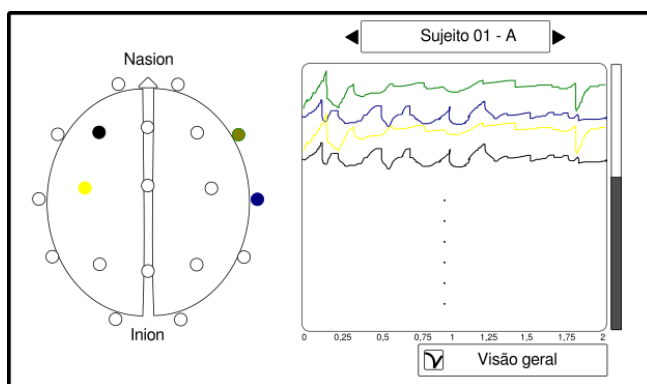 Sujeito 01 - A
Nasion
Inion
0 0,25 0,5 0,75 1 1,25 1,5 1,75 2
Visão geral